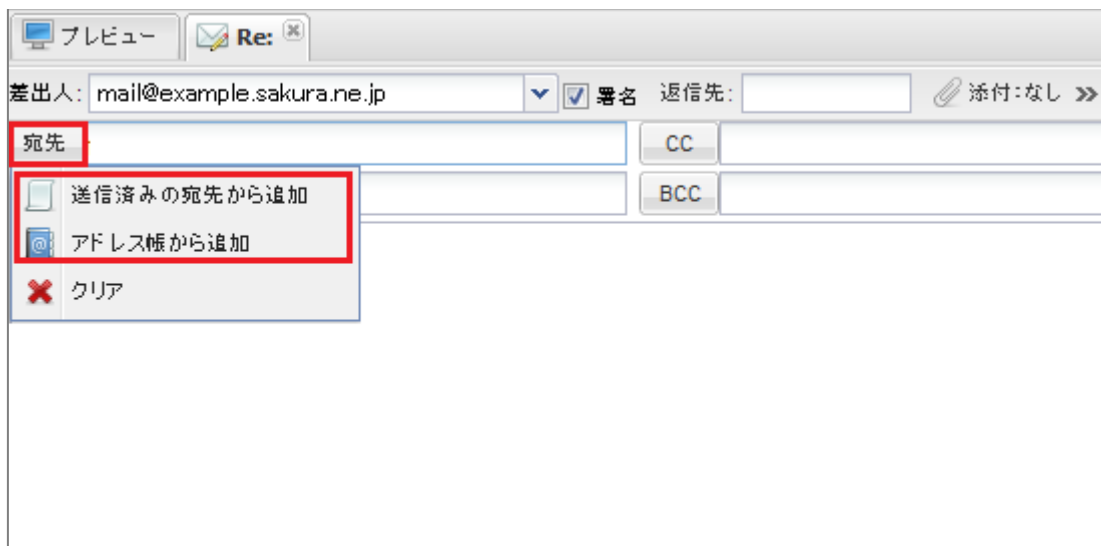 プレビュー Re:
差出人: mail@example.sakura.ne.jp 署名 返信先: 添付:なし »
宛先 CC
送信済みの宛先から追加 BCC
アドレス帳から追加
クリア